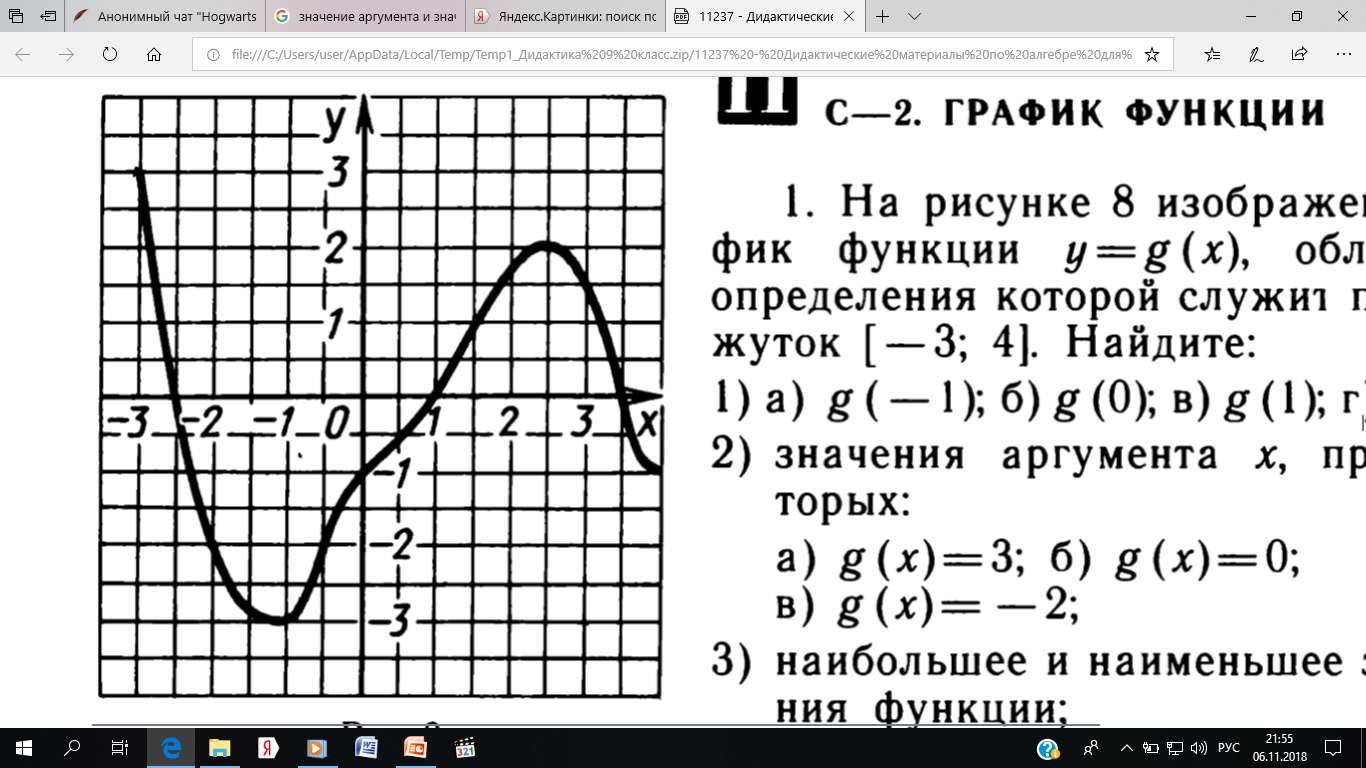 Анонимный чат "Hogwarts
значение аргумента и знач
Яндекс.Картинки: поиск по
11237 - Дидактические
file:///C:/Users/user/AppData/Local/Temp/Temp1_Дидактика%209%20класс.zip/11237%20-%20Дидактические%20материалы%20по%20алгебре%20для%
С—2. ГРАФИК ФУНКЦИИ
y
3
2
1
-3 -2 -1 0 1 2 3 x
-1
-2
-3
1. На рисунке 8 изображе
фик функции y=g(x), обл
определения которой служит п
жуток [—3; 4]. Найдите:
1) а) g(—1); б) g(0); в) g(1); г
2) значения аргумента x, пр
торых:
а) g(x)=3; б) g(x)=0;
в) g(x)=—2;
3) наибольшее и наименьшее з
ния функции;
РУС
21:55
06.11.2018